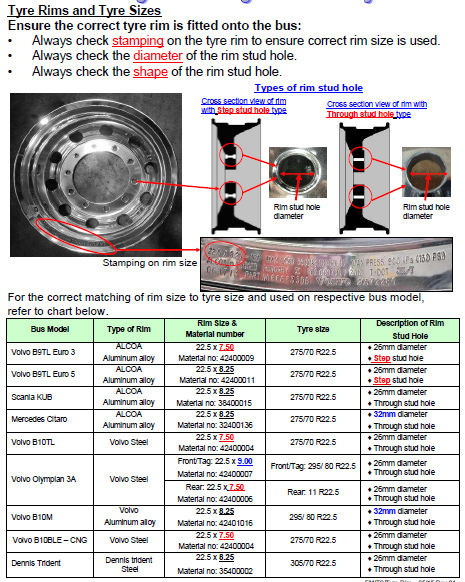 Tyre Rims and Tyre Sizes
Ensure the correct tyre rim is fitted onto the bus:
• Always check stamping on the tyre rim to ensure correct rim size is used.
• Always check the diameter of the rim stud hole.
• Always check the shape of the rim stud hole.
Types of rim stud hole
Cross section view of rim
with Step stud hole type
Cross section view of rim with
Through stud hole type
Rim stud hole
diameter
Rim stud hole
diameter
Stamping on rim size
For the correct matching of rim size to tyre size and used on respective bus model,
refer to chart below.
Bus Model Type of Rim Rim Size & Material number Tyre size Description of Rim Stud Hole
Volvo B9TL Euro 3 ALCOA Aluminum alloy 22.5 x 7.50 Material no: 42400009 275/70 R22.5 ♦ 26mm diameter ♦ Step stud hole
Volvo B9TL Euro 5 ALCOA Aluminum alloy 22.5 x 8.25 Material no: 42400011 275/70 R22.5 ♦ 26mm diameter ♦ Step stud hole
Scania KUB ALCOA Aluminum alloy 22.5 x 8.25 Material no: 36400015 275/70 R22.5 ♦ 26mm diameter ♦ Through stud hole
Mercedes Citaro ALCOA Aluminum alloy 22.5 x 8.25 Material no: 32400136 275/70 R22.5 ♦ 32mm diameter ♦ Through stud hole
Volvo B10TL Volvo Steel 22.5 x 7.50 Material no: 42400004 275/70 R22.5 ♦ 26mm diameter ♦ Through stud hole
Volvo Olympian 3A Volvo Steel Front/Tag: 22.5 x 9.00 Material no: 42400007 Front/Tag: 295/ 80 R22.5 ♦ 26mm diameter ♦ Through stud hole
Rear: 22.5 x 7.50 Material no: 42400006 Rear: 11 R22.5 ♦ 26mm diameter ♦ Through stud hole
Volvo B10M Volvo Aluminum alloy 22.5 x 8.25 Material no: 42401016 295/ 80 R22.5 ♦ 32mm diameter ♦ Through stud hole
Volvo B10BLE – CNG Volvo Steel 22.5 x 7.50 Material no: 42400004 275/70 R22.5 ♦ 26mm diameter ♦ Through stud hole
Dennis Trident Dennis trident Steel 22.5 x 8.25 Material no: 35400002 305/70 R22.5 ♦ 26mm diameter ♦ Through stud hole